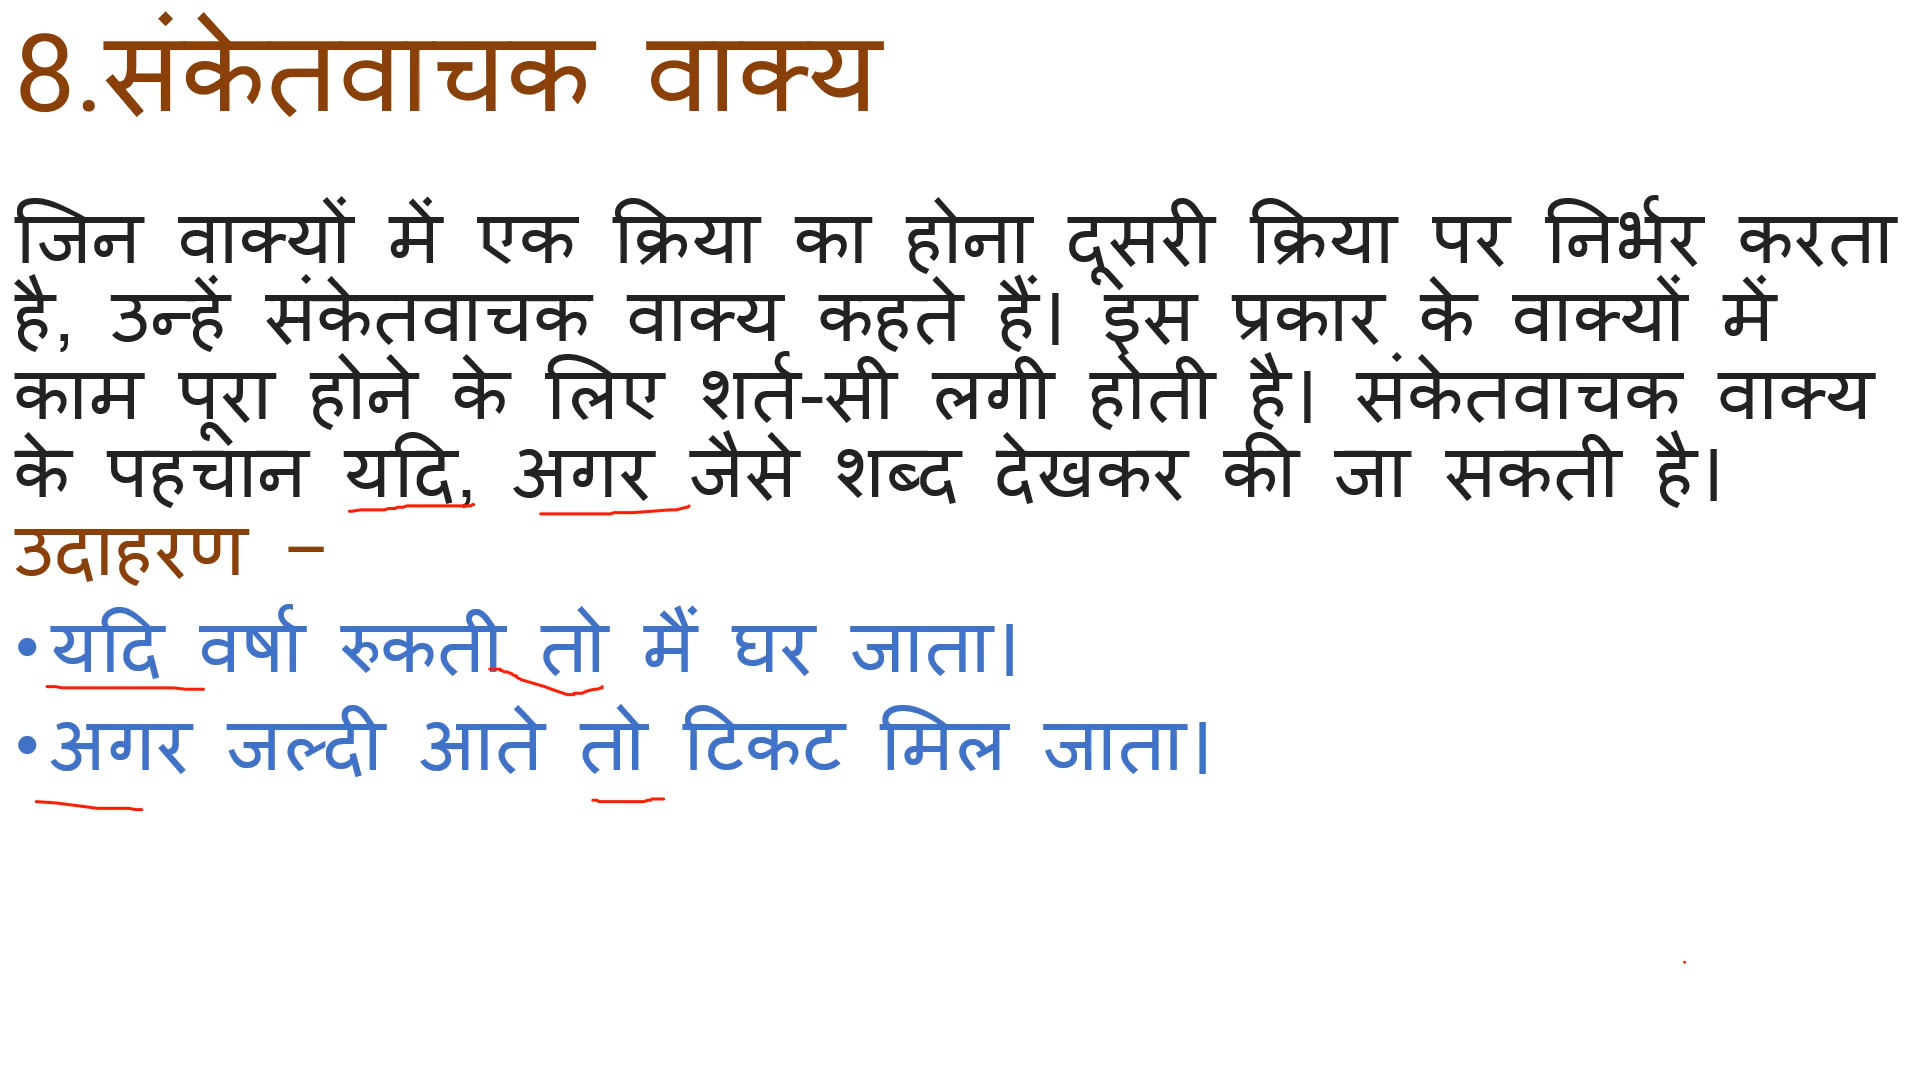 8.संकेतवाचक वाक्य
जिन वाक्यों में एक क्रिया का होना दूसरी क्रिया पर निर्भर करता
है, उन्हें संकेतवाचक वाक्य कहते हैं। इस प्रकार के वाक्यों में
काम पूरा होने के लिए शर्त-सी लगी होती है। संकेतवाचक वाक्य
के पहचान यदि, अगर जैसे शब्द देखकर की जा सकती है।
उदाहरण –
•यदि वर्षा रुकती तो मैं घर जाता।
•अगर जल्दी आते तो टिकट मिल जाता।